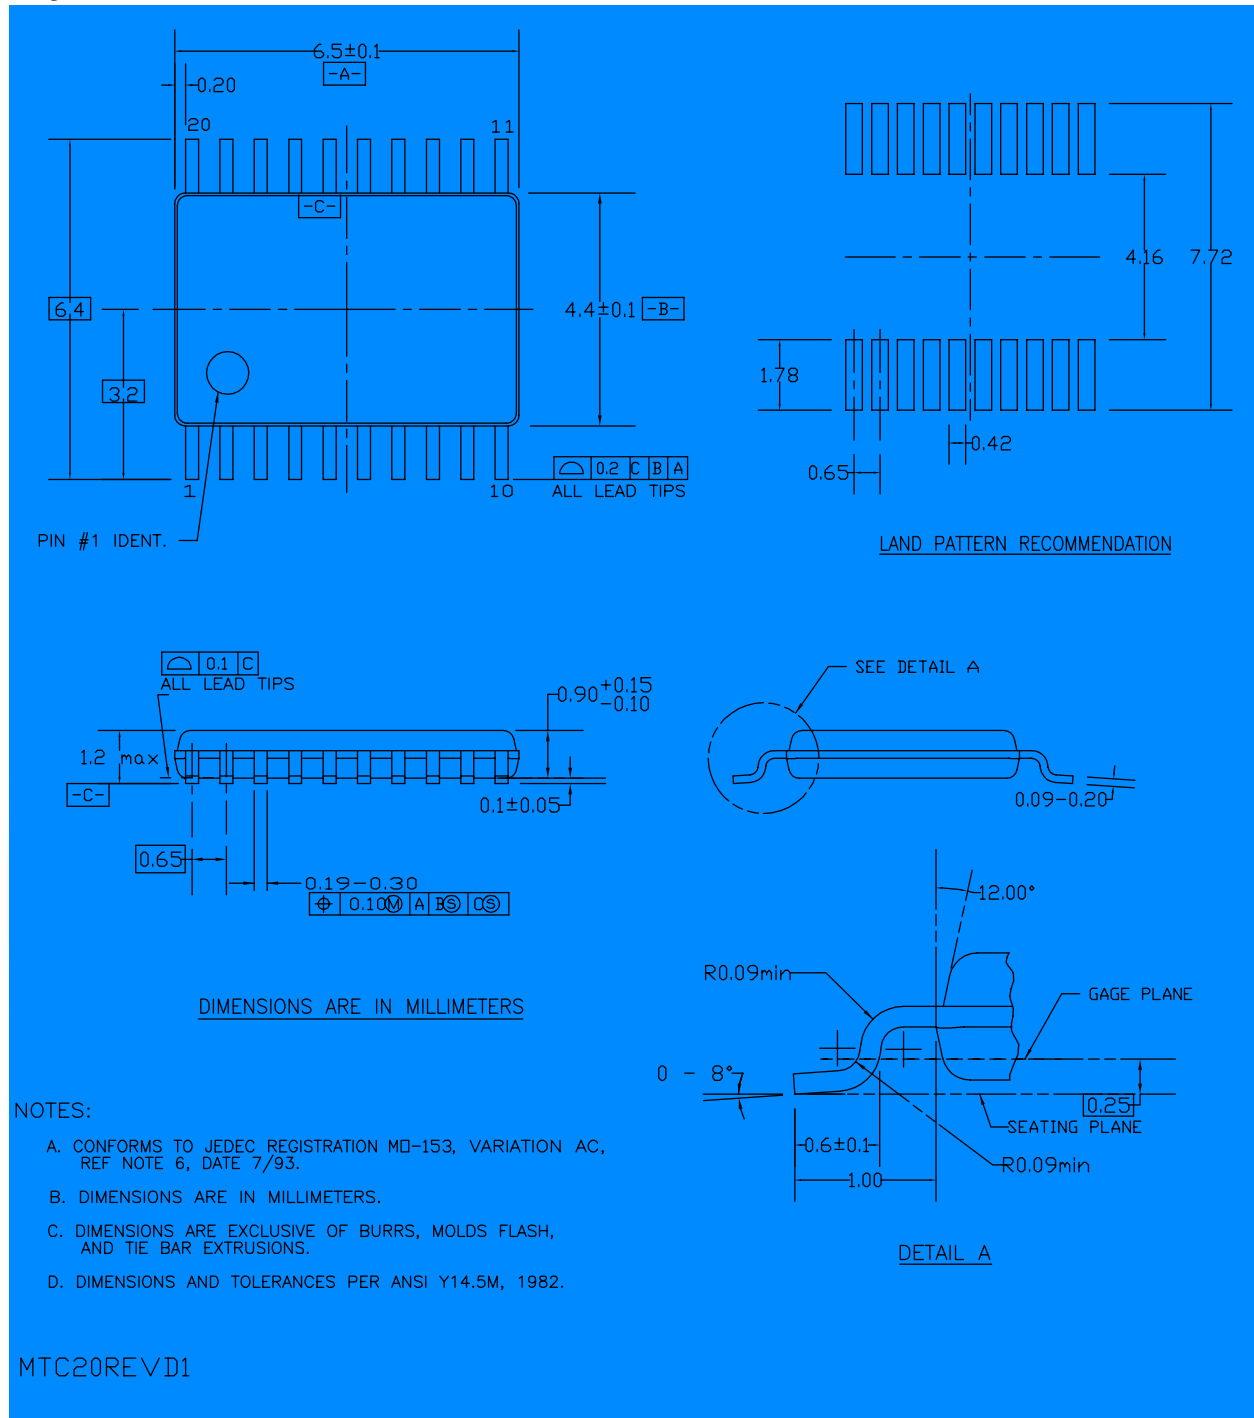 6.5±0.1
-A-
0.20
20
11
-C-
6.4
4.4±0.1 -B-
3.2
0.2 C B A
ALL LEAD TIPS
1
10
PIN #1 IDENT.
4.16
7.72
1.78
0.42
0.65
LAND PATTERN RECOMMENDATION
0.1 C
ALL LEAD TIPS
0.90 +0.15
-0.10
1.2 max
-C-
0.1±0.05
0.65
0.19-0.30
0.10Ⓜ A BⓈ CⓈ
DIMENSIONS ARE IN MILLIMETERS
SEE DETAIL A
0.09-0.20
12.00°
R0.09min
GAGE PLANE
0 - 8°
0.25
SEATING PLANE
0.6±0.1
R0.09min
1.00
DETAIL A
NOTES:
A. CONFORMS TO JEDEC REGISTRATION MO-153, VARIATION AC,
REF NOTE 6, DATE 7/93.
B. DIMENSIONS ARE IN MILLIMETERS.
C. DIMENSIONS ARE EXCLUSIVE OF BURRS, MOLDS FLASH,
AND TIE BAR EXTRUSIONS.
D. DIMENSIONS AND TOLERANCES PER ANSI Y14.5M, 1982.
MTC20REVD1